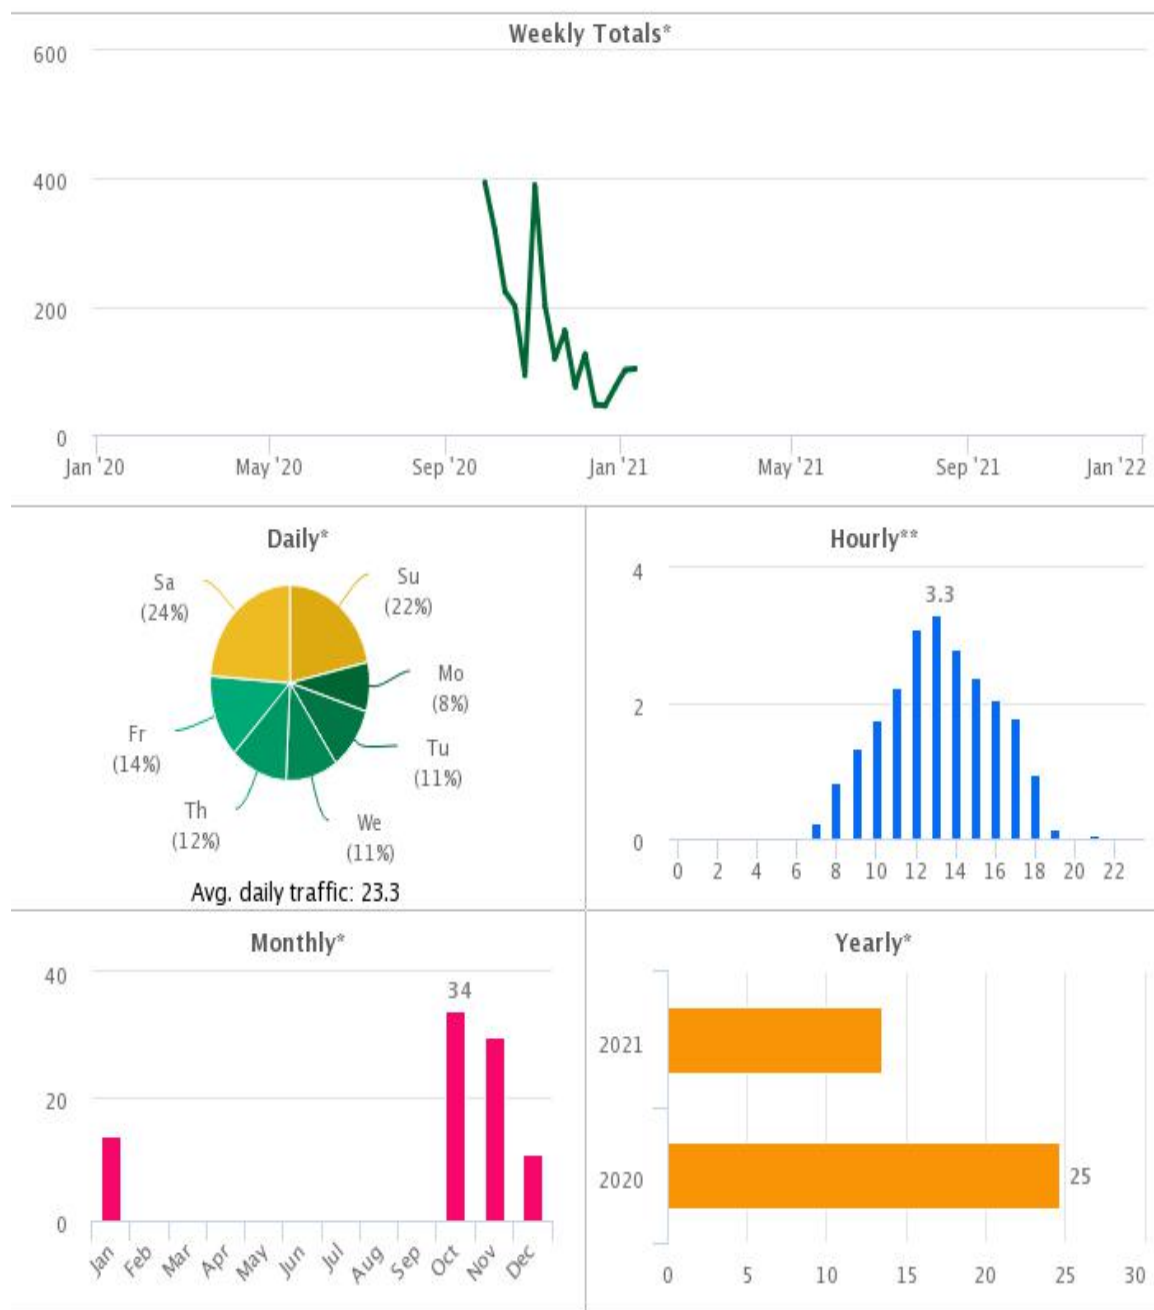 Weekly Totals*
600
400
200
0
Jan '20 May '20 Sep '20 Jan '21 May '21 Sep '21 Jan '22
Daily*
Sa
(24%)
Su
(22%)
Mo
(8%)
Fr
(14%)
Tu
(11%)
Th
(12%)
We
(11%)
Avg. daily traffic: 23.3
Hourly**
4
3.3
2
0
0 2 4 6 8 10 12 14 16 18 20 22
Monthly*
40
34
20
0
Jan Feb Mar Apr May Jun Jul Aug Sep Oct Nov Dec
Yearly*
2021
2020
25
0 5 10 15 20 25 30